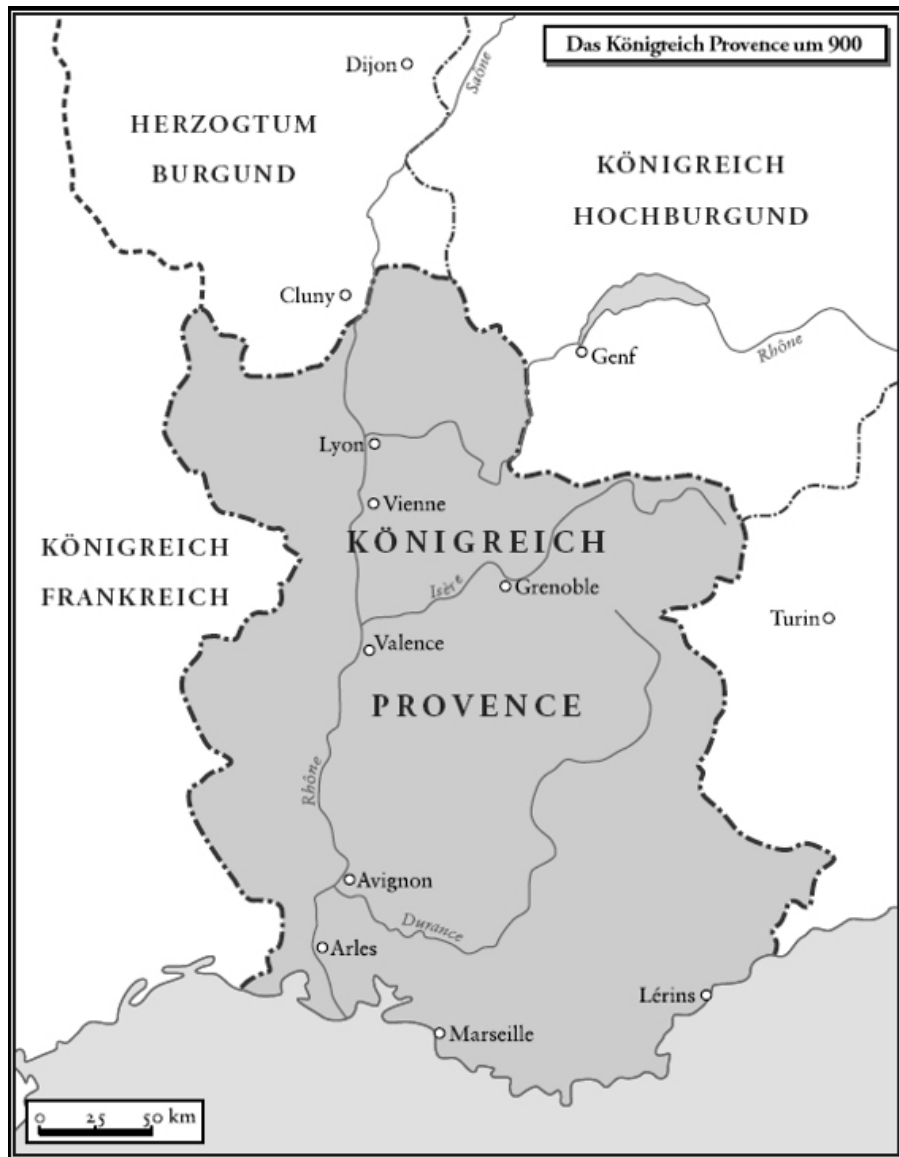 Das Königreich Provence um 900
Dijon
Saône
HERZOGTUM
BURGUND
KÖNIGREICH
HOCHBURGUND
Cluny
Genf
Rhône
Lyon
Vienne
KÖNIGREICH
KÖNIGREICH
FRANKREICH
Isère
Grenoble
Turin
Valence
PROVENCE
Rhône
Avignon
Durance
Arles
Lérins
Marseille
0 25 50 km